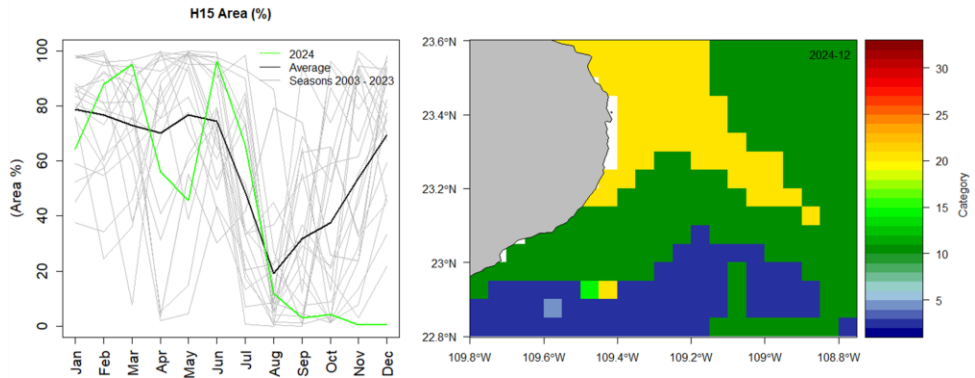 H15 Area (%)
(Area %)
100
80
60
40
20
0
2024
Average
Seasons 2003 - 2023
Jan
Feb
Mar
Apr
May
Jun
Jul
Aug
Sep
Oct
Nov
Dec
2024-12
23.6°N
23.4°N
23.2°N
23°N
22.8°N
109.8°W
109.6°W
109.4°W
109.2°W
109°W
108.8°W
30
25
20
15
10
5
Category